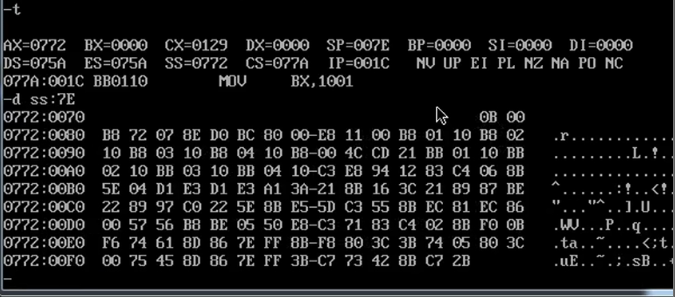 -t
AX=0772 BX=0000 CX=0129 DX=0000 SP=007E BP=0000 SI=0000 DI=0000
DS=075A ES=075A SS=0772 CS=077A IP=001C NV UP EI PL NZ NA PO NC
077A:001C BB0110 MOV BX,1001
-d ss:7E
0772:0070 0B 00
0772:0080 B8 72 07 8E D0 BC 80 00-E8 11 00 B8 01 10 B8 02 .r..............
0772:0090 10 B8 03 10 B8 04 10 B8-00 4C CD 21 BB 01 10 BB .........L.!....
0772:00A0 02 10 BB 03 10 BB 04 10-C3 E8 94 12 83 C4 06 8B ................
0772:00B0 5E 04 D1 E3 D1 E3 A1 3A-21 8B 16 3C 21 89 87 BE ^......:!..<!
0772:00C0 22 89 97 C0 22 5E 8B E5-5D C3 55 8B EC 81 EC 86 "..."^..].U....
0772:00D0 00 57 56 B8 BE 05 50 E8-C3 71 83 C4 02 8B F0 0B .WV...P..q......
0772:00E0 F6 74 61 8D 86 7E FF 8B-F8 80 3C 3B 74 05 80 3C .ta..~....<;t
0772:00F0 00 75 45 8D 86 7E FF 3B-C7 73 42 8B C7 2B .uE..~.;.sB..+
-